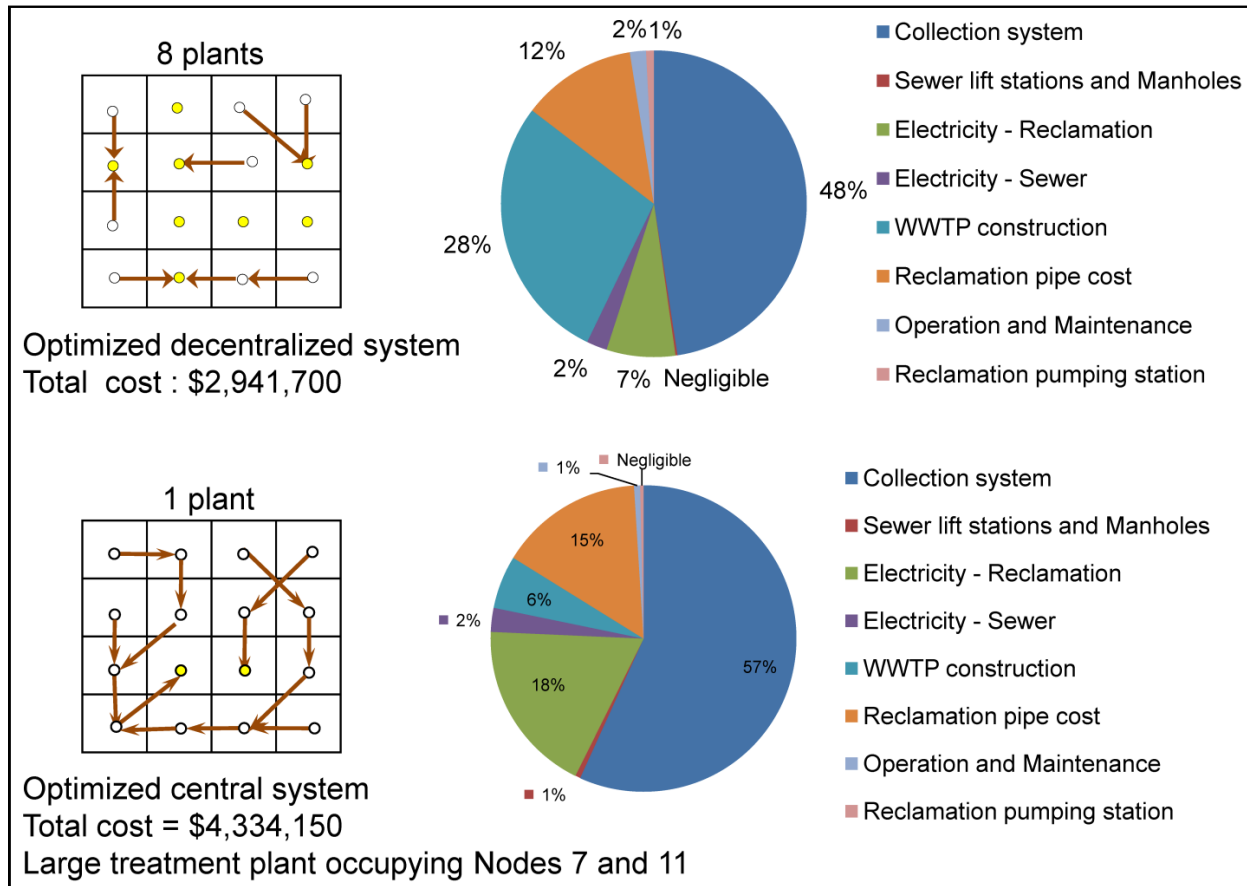 8 plants
Optimized decentralized system
Total  cost : $2,941,700
2%
1%
12%
48%
28%
2%
7%
Negligible
Collection system
Sewer lift stations and Manholes
Electricity - Reclamation
Electricity - Sewer
WWTP construction
Reclamation pipe cost
Operation and Maintenance
Reclamation pumping station
1 plant
Optimized central system
Total cost = $4,334,150
Large treatment plant occupying Nodes 7 and 11
Negligible
1%
15%
6%
2%
57%
18%
1%
Collection system
Sewer lift stations and Manholes
Electricity - Reclamation
Electricity - Sewer
WWTP construction
Reclamation pipe cost
Operation and Maintenance
Reclamation pumping station